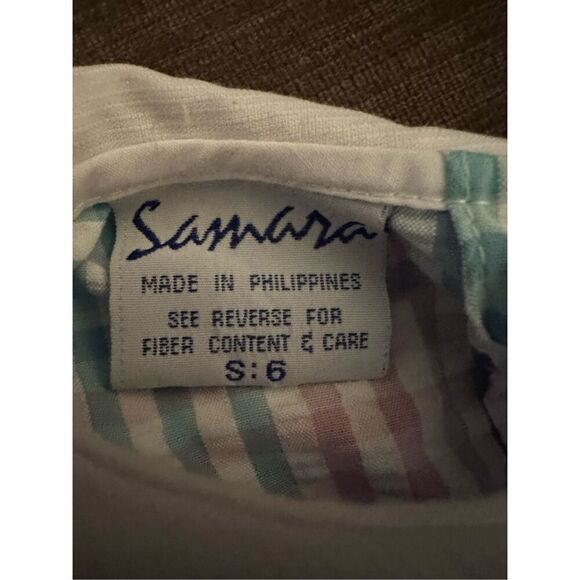 Samara
MADE IN PHILIPPINES
SEE REVERSE FOR
FIBER CONTENT & CARE
S:6